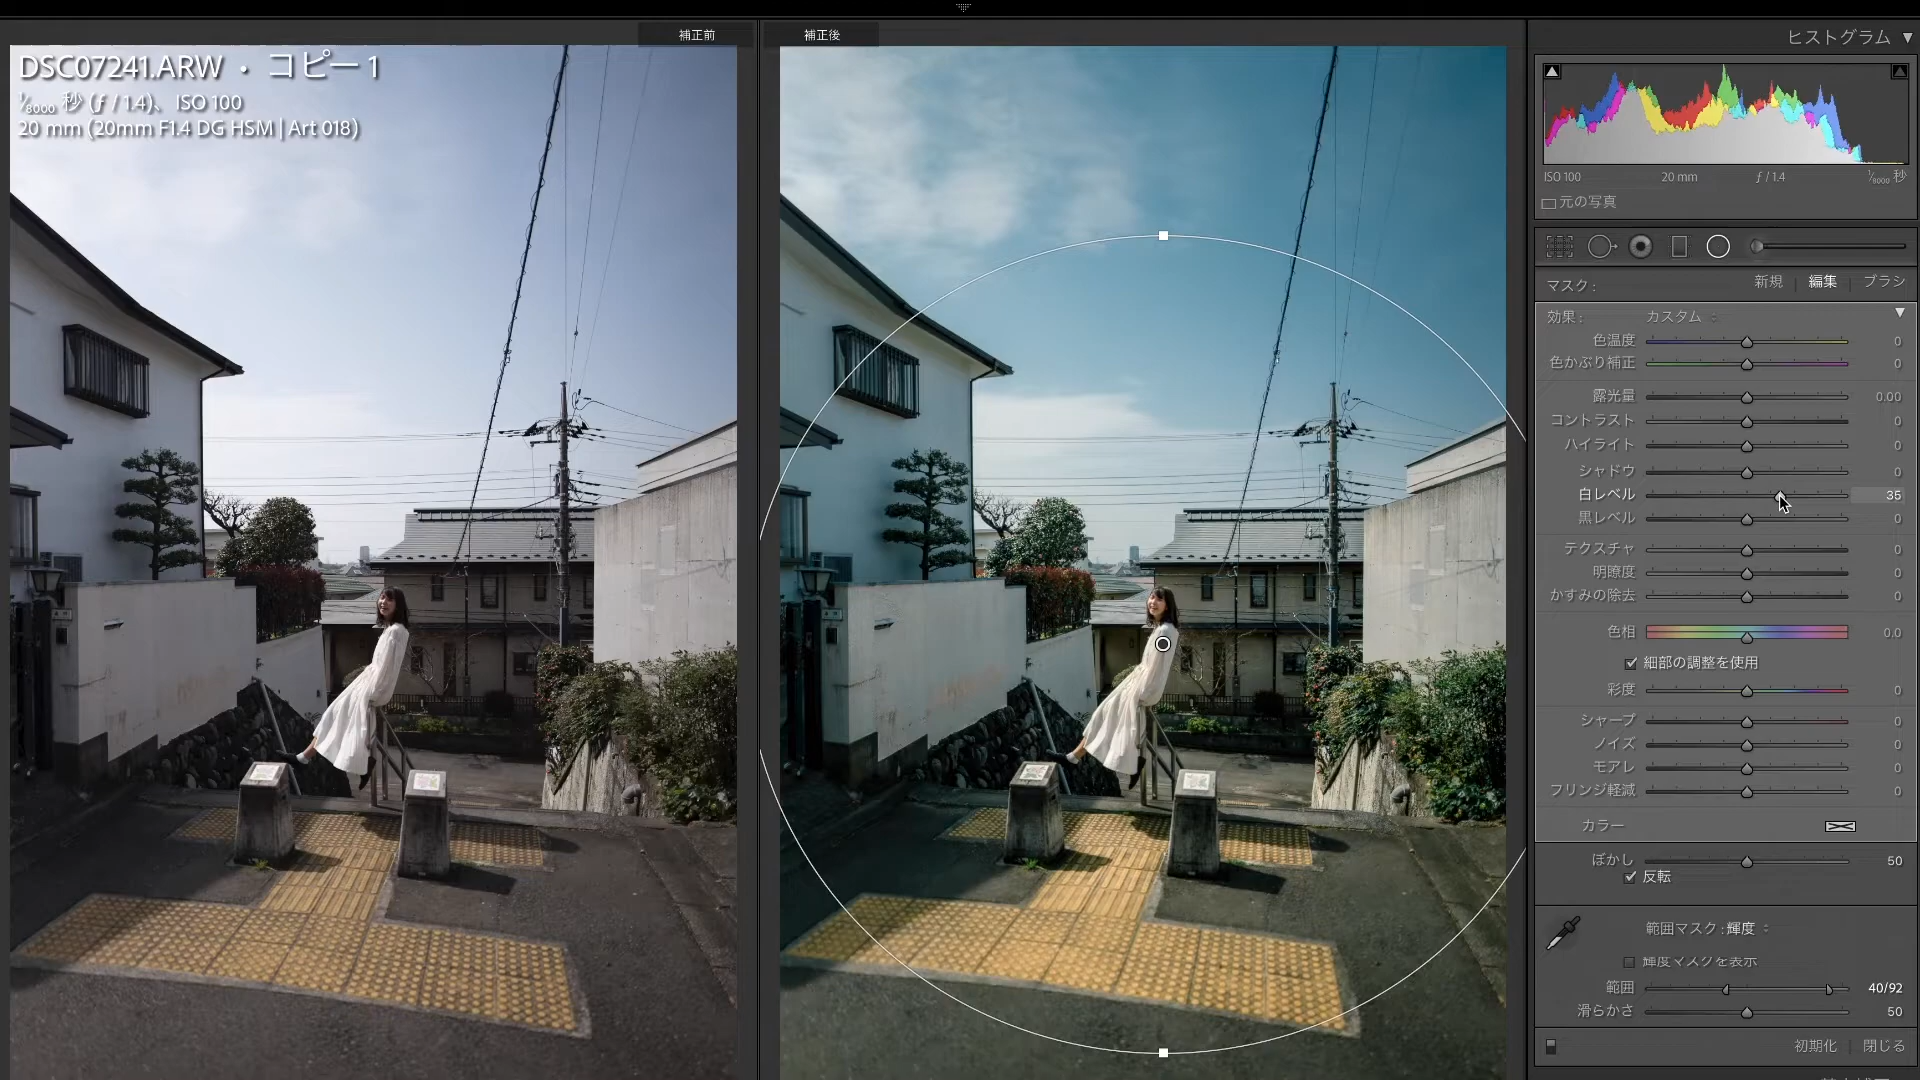 補正前
補正後
DSC07241.ARW ・ コピー 1
1/8000 秒 (ƒ / 1.4)、ISO 100
20 mm (20mm F1.4 DG HSM | Art 018)
ヒストグラム
ISO 100 20 mm ƒ / 1.4 1/8000 秒
元の写真
マスク : 新規 編集 ブラシ
効果 : カスタム
色温度 0
色かぶり補正 0
露光量 0.00
コントラスト 0
ハイライト 0
シャドウ 0
白レベル 35
黒レベル 0
テクスチャ 0
明瞭度 0
かすみの除去 0
色相 0.0
細部の調整を使用
彩度 0
シャープ 0
ノイズ 0
モアレ 0
フリンジ軽減 0
カラー
ぼかし 50
反転
範囲マスク : 輝度
輝度マスクを表示
範囲 40/92
滑らかさ 50
初期化 閉じる